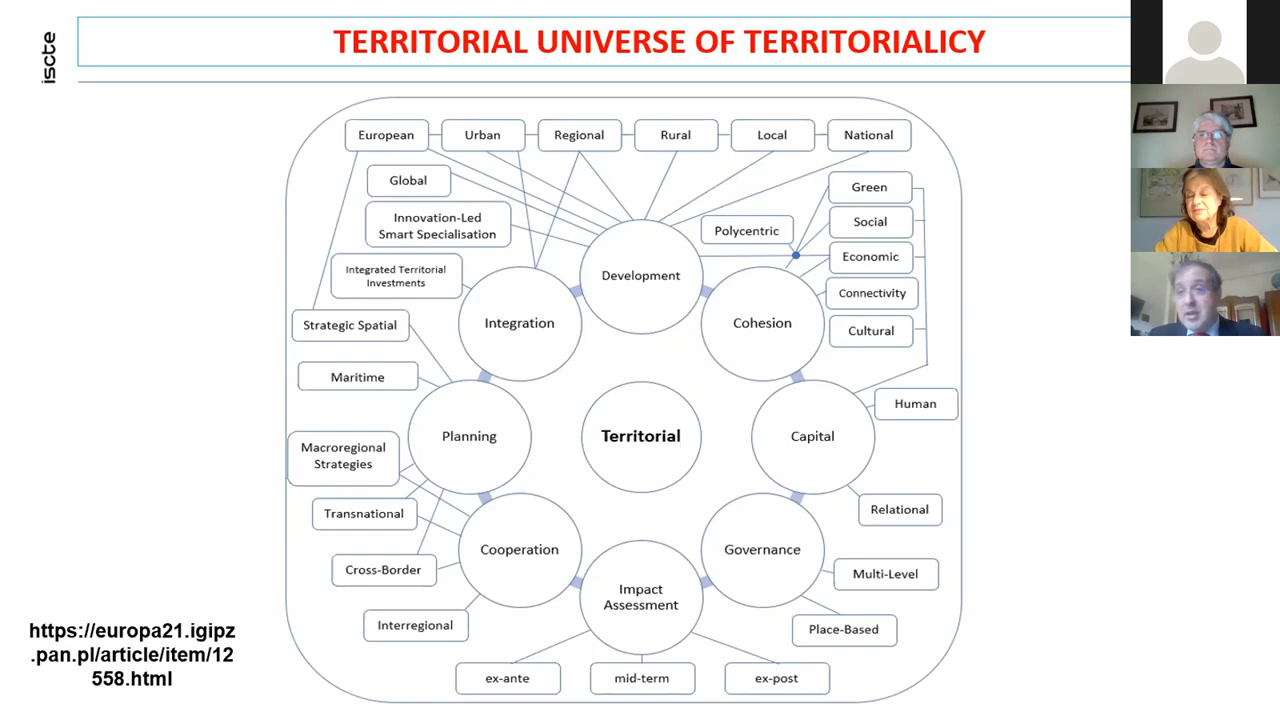 iscte
TERRITORIAL UNIVERSE OF TERRITORIALICY
European
Urban
Regional
Rural
Local
National
Global
Innovation-Led
Smart Specialisation
Integrated Territorial
Investments
Strategic Spatial
Maritime
Macroregional
Strategies
Transnational
Cross-Border
Interregional
Polycentric
Green
Social
Economic
Connectivity
Cultural
Human
Relational
Multi-Level
Place-Based
Development
Integration
Cohesion
Planning
Territorial
Capital
Cooperation
Governance
Impact
Assessment
ex-ante
mid-term
ex-post
https://europa21.igipz
.pan.pl/article/item/12
558.html